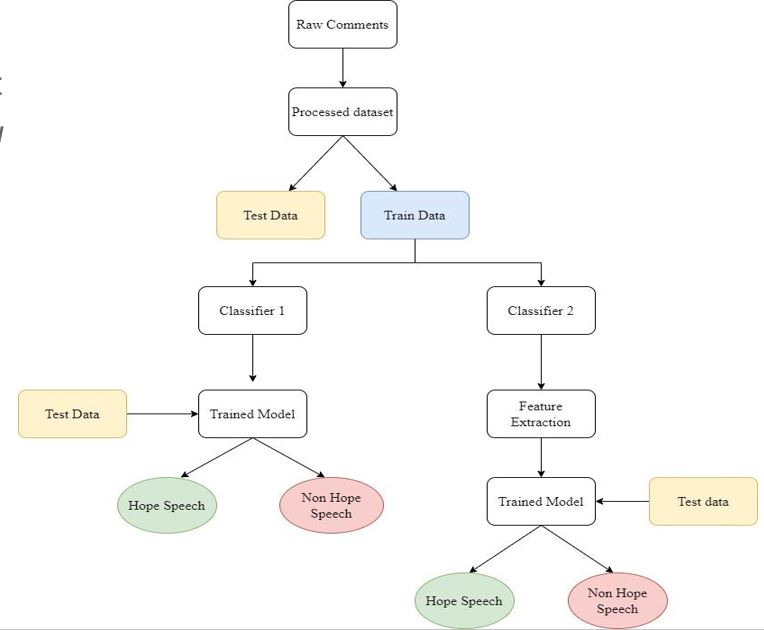 Raw Comments
Processed dataset
Test Data
Train Data
Classifier 1
Classifier 2
Test Data
Trained Model
Feature
Extraction
Hope Speech
Non Hope
Speech
Trained Model
Test data
Hope Speech
Non Hope
Speech